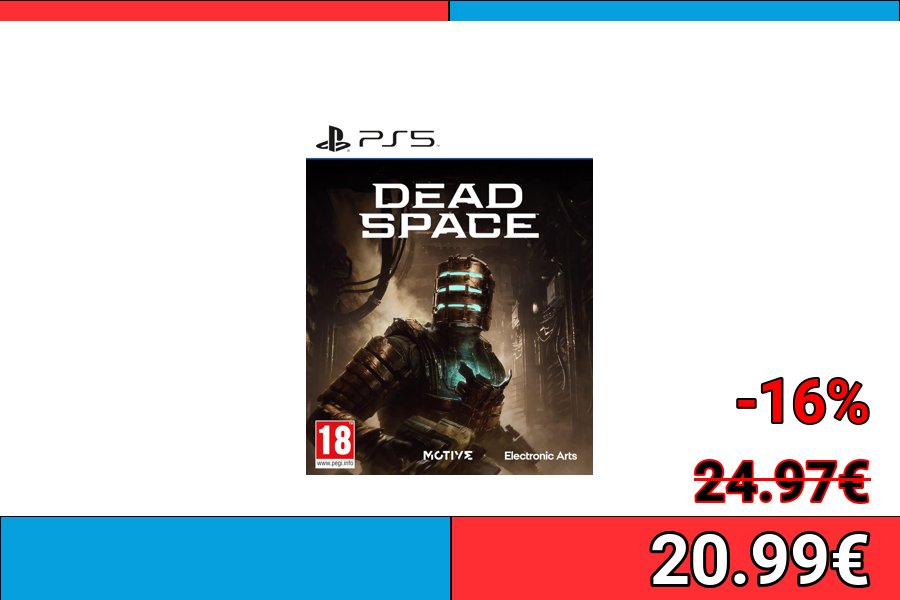 PS5
DEAD
SPACE
18
www.pegi.info
MOTIVE
Electronic Arts
-16%
24.97€
20.99€